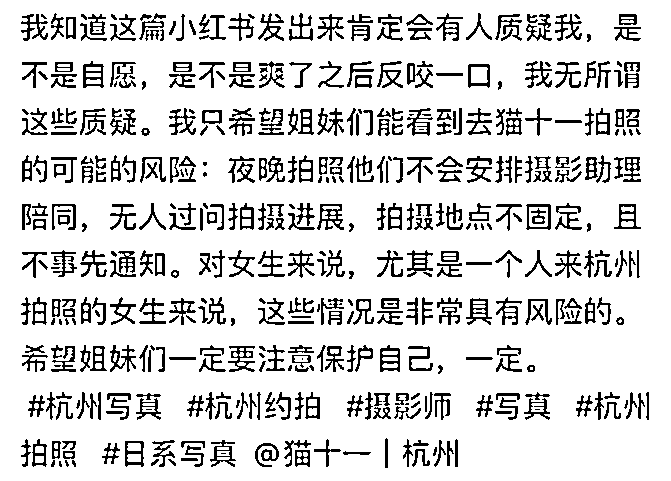 我知道这篇小红书发出来肯定会有人质疑我，是
不是自愿，是不是爽了之后反咬一口，我无所谓
这些质疑。我只希望姐妹们能看到去猫十一拍照
的可能的风险：夜晚拍照他们不会安排摄影助理
陪同，无人过问拍摄进展，拍摄地点不固定，且
不事先通知。对女生来说，尤其是一个人来杭州
拍照的女生来说，这些情况是非常具有风险的。
希望姐妹们一定要注意保护自己，一定。
#杭州写真 #杭州约拍 #摄影师 #写真 #杭州
拍照 #日系写真 @猫十一｜杭州